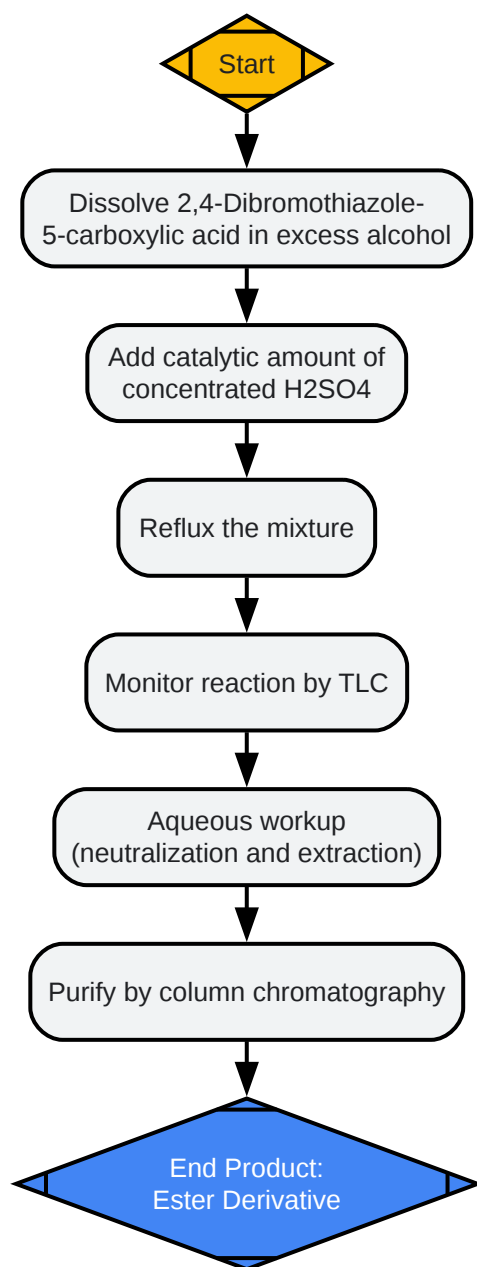 Start
Dissolve 2,4-Dibromothiazole-
5-carboxylic acid in excess alcohol
Add catalytic amount of
concentrated H2SO4
Reflux the mixture
Monitor reaction by TLC
Aqueous workup
(neutralization and extraction)
Purify by column chromatography
End Product:
Ester Derivative